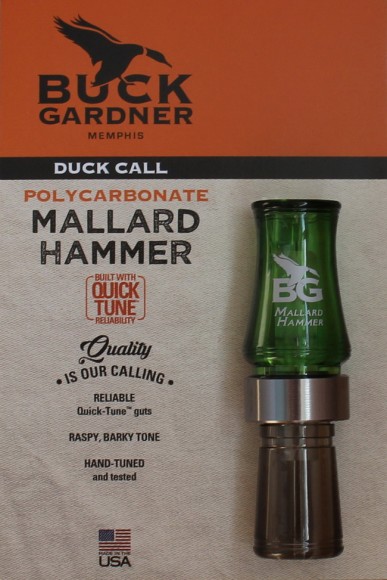 BUCK
GARDNER
MEMPHIS
DUCK CALL
POLYCARBONATE
MALLARD
HAMMER
BUILT WITH
QUICK
TUNE™
RELIABILITY
Quality
• IS OUR CALLING •
RELIABLE
Quick-Tune™ guts
RASPY, BARKY TONE
HAND-TUNED
and tested
MADE IN THE
USA
BG
MALLARD
HAMMER